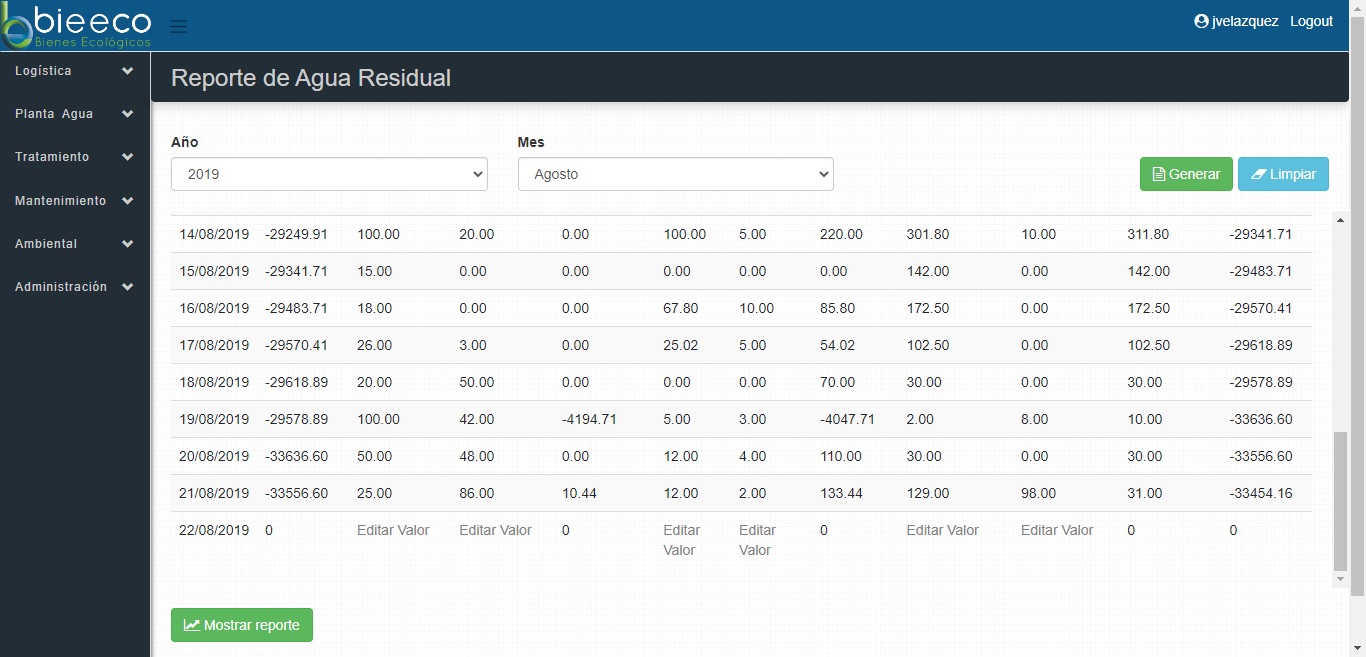 bieeco
Bienes Ecológicos
jvelazquez Logout
Logística
Planta Agua
Tratamiento
Mantenimiento
Ambiental
Administración
Reporte de Agua Residual
Año Mes
2019 Agosto Generar Limpiar
14/08/2019 -29249.91 100.00 20.00 0.00 100.00 5.00 220.00 301.80 10.00 311.80 -29341.71
15/08/2019 -29341.71 15.00 0.00 0.00 0.00 0.00 0.00 142.00 0.00 142.00 -29483.71
16/08/2019 -29483.71 18.00 0.00 0.00 67.80 10.00 85.80 172.50 0.00 172.50 -29570.41
17/08/2019 -29570.41 26.00 3.00 0.00 25.02 5.00 54.02 102.50 0.00 102.50 -29618.89
18/08/2019 -29618.89 20.00 50.00 0.00 0.00 0.00 70.00 30.00 0.00 30.00 -29578.89
19/08/2019 -29578.89 100.00 42.00 -4194.71 5.00 3.00 -4047.71 2.00 8.00 10.00 -33636.60
20/08/2019 -33636.60 50.00 48.00 0.00 12.00 4.00 110.00 30.00 0.00 30.00 -33556.60
21/08/2019 -33556.60 25.00 86.00 10.44 12.00 2.00 133.44 129.00 98.00 31.00 -33454.16
22/08/2019 0 Editar Valor Editar Valor 0 Editar Valor Editar Valor 0 Editar Valor Editar Valor 0 0
Mostrar reporte